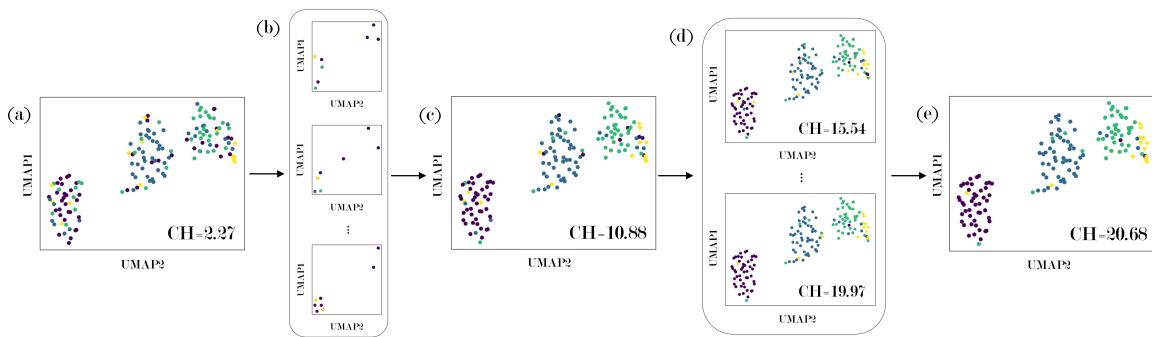 (a)
UMAP1
CH=2.27
UMAP2
(b)
UMAP1
UMAP2
UMAP1
UMAP2
...
UMAP1
UMAP2
(c)
UMAP1
CH=10.88
UMAP2
(d)
UMAP1
CH=15.54
UMAP2
...
UMAP1
CH=19.97
UMAP2
(e)
UMAP1
CH=20.68
UMAP2